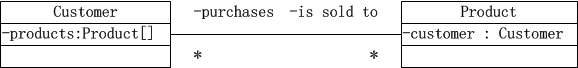 Customer -purchases -is sold to Product
-products:Product[] -customer : Customer
* *